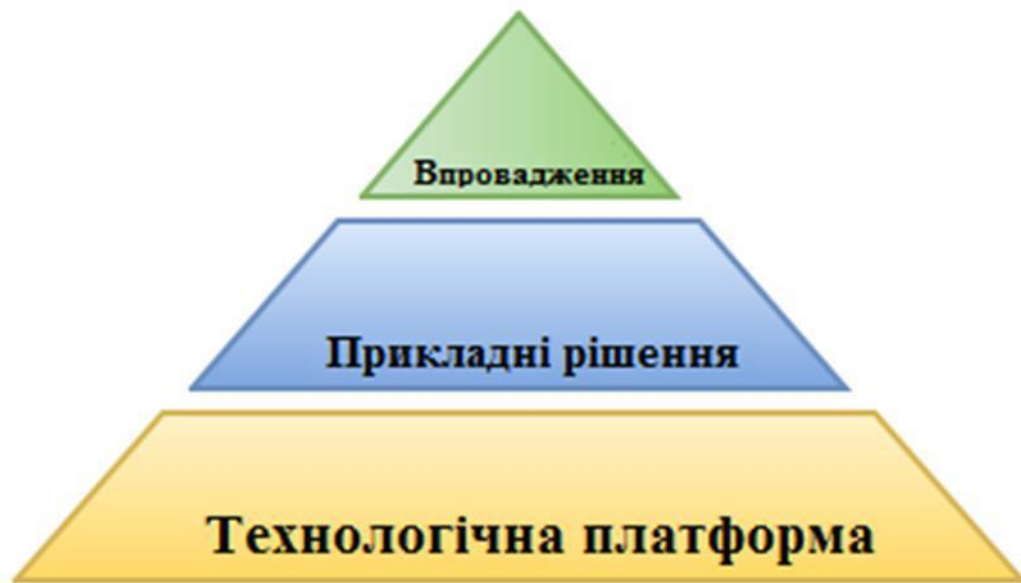 Впровадження
Прикладні рішення
Технологічна платформа